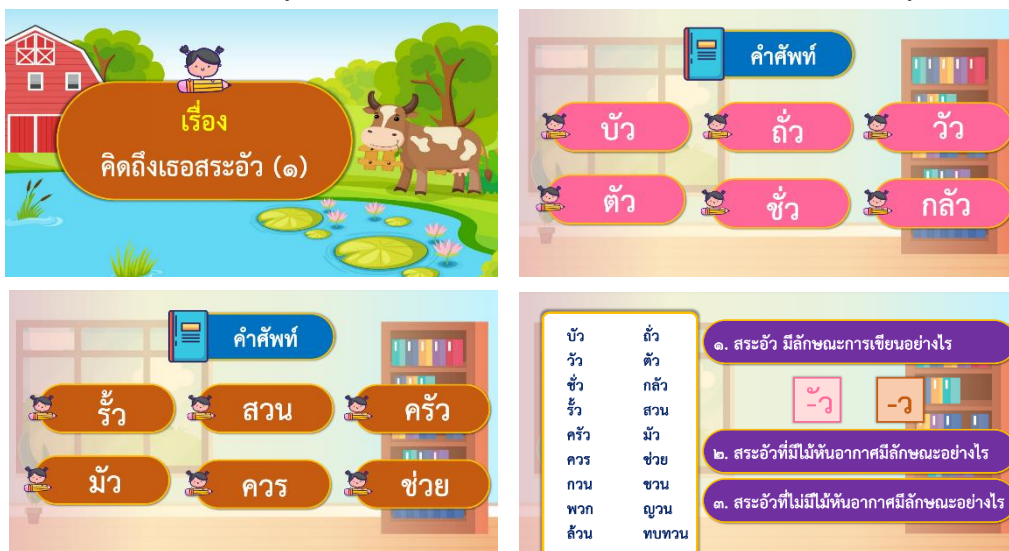 เรื่อง
คิดถึงเธอสระอัว (๑)
คำศัพท์
บัว ถั่ว วัว
ตัว ชั่ว กลัว
คำศัพท์
รั้ว สวน ครัว
มัว ควร ช่วย
บัว ถั่ว
วัว ตัว
ชั่ว กลัว
รั้ว สวน
ครัว มัว
ควร ช่วย
กวน ชวน
พวก ญวน
ล้วน ทบทวน
๑. สระอัว มีลักษณะการเขียนอย่างไร
-ัว -ว
๒. สระอัวที่มีไม้หันอากาศมีลักษณะอย่างไร
๓. สระอัวที่ไม่มีไม้หันอากาศมีลักษณะอย่างไร